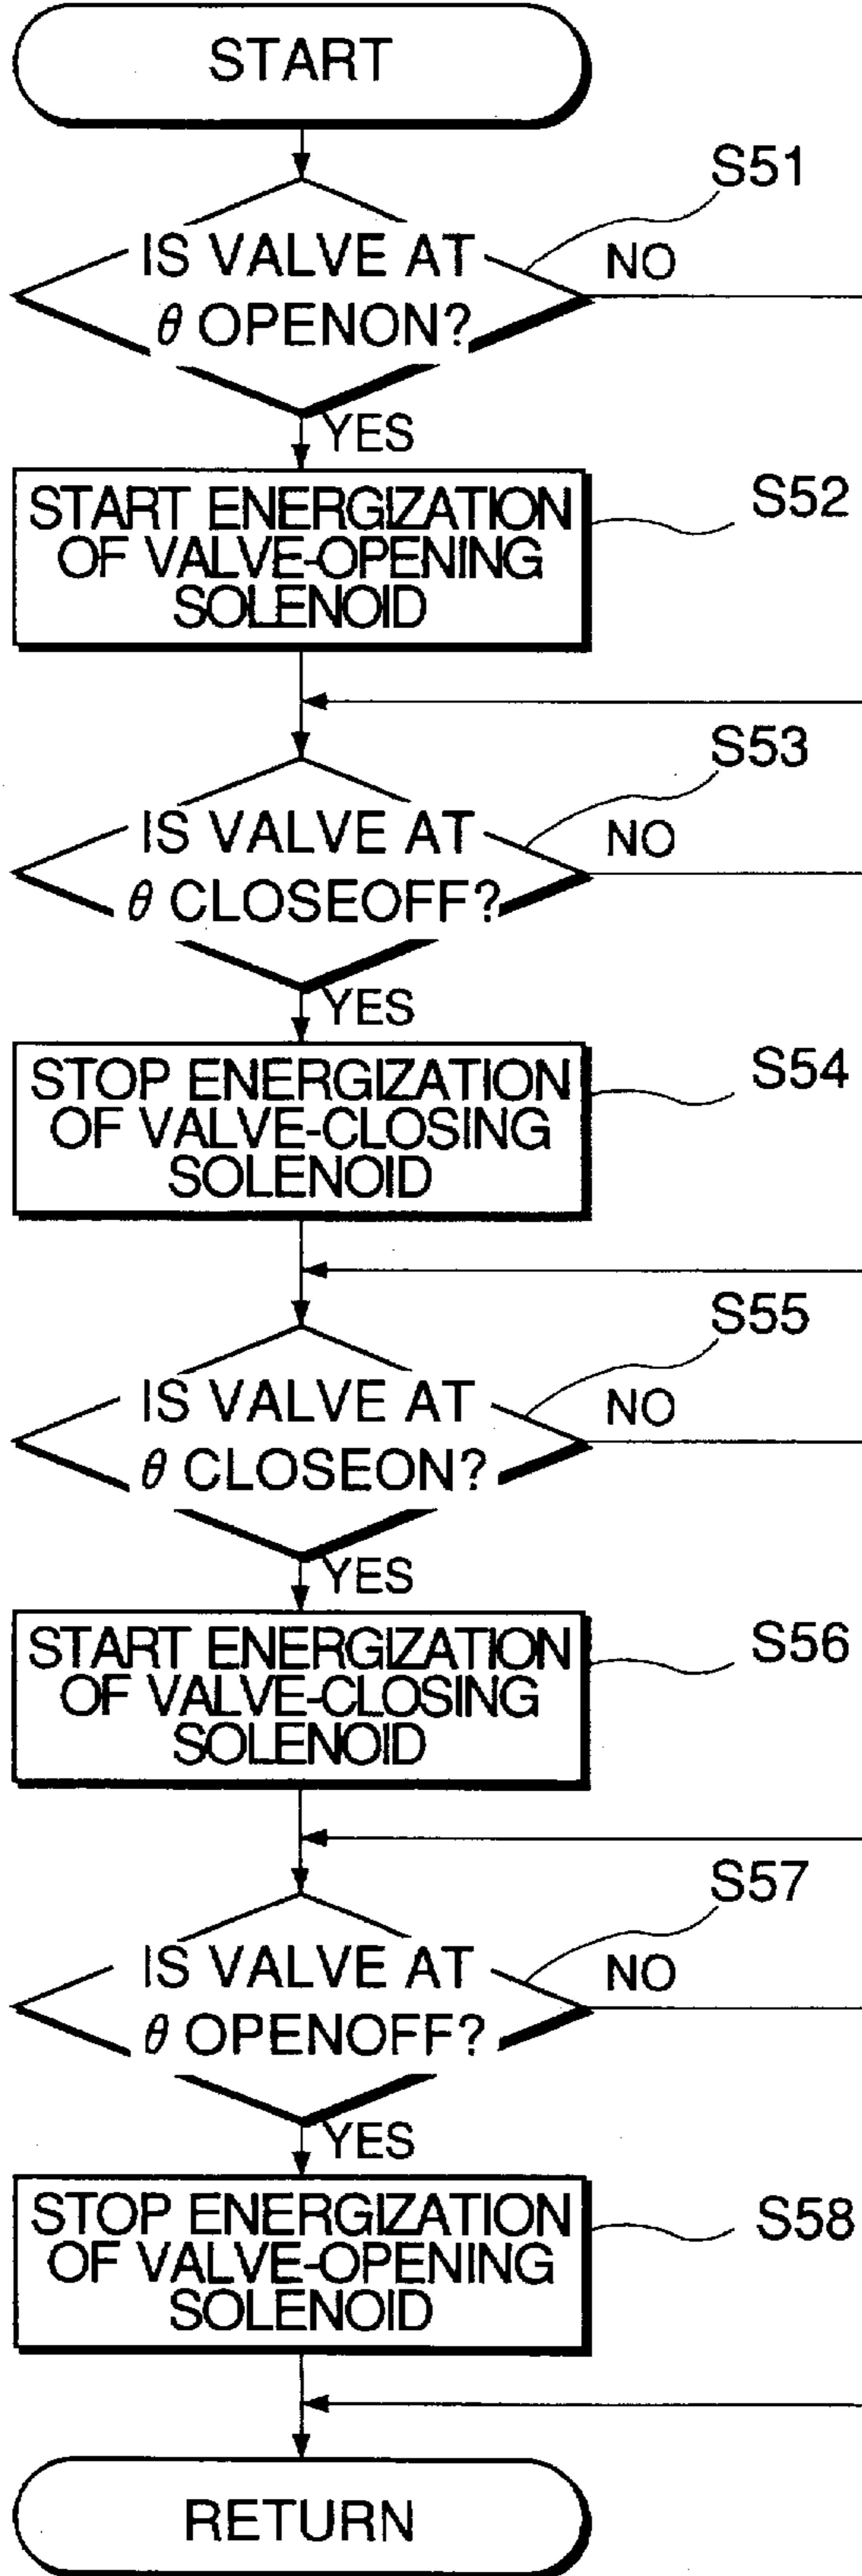 START
S51
IS VALVE AT
NO
θ OPENON?
YES
START ENERGIZATION
S52
OF VALVE-OPENING
SOLENOID
S53
IS VALVE AT
NO
θ CLOSEOFF?
YES
STOP ENERGIZATION
S54
OF VALVE-CLOSING
SOLENOID
S55
IS VALVE AT
NO
θ CLOSEON?
YES
START ENERGIZATION
S56
OF VALVE-CLOSING
SOLENOID
S57
IS VALVE AT
NO
θ OPENOFF?
YES
STOP ENERGIZATION
S58
OF VALVE-OPENING
SOLENOID
RETURN